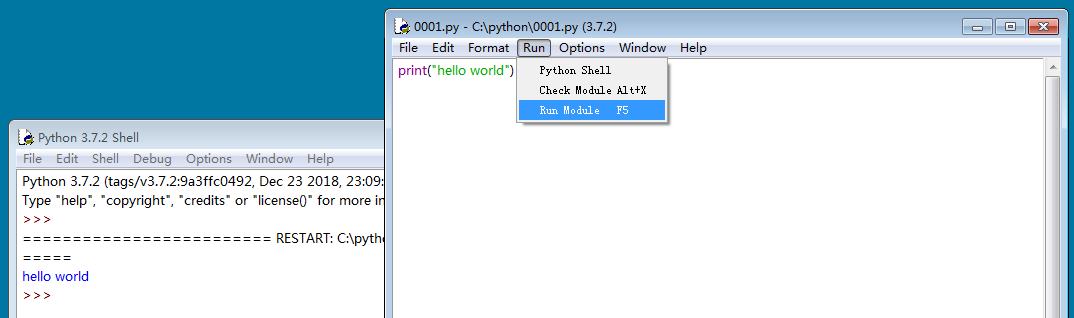 0001.py - C:\python\0001.py (3.7.2)
File Edit Format Run Options Window Help
print("hello world")
Python Shell
Check Module Alt+X
Run Module F5
Python 3.7.2 Shell
File Edit Shell Debug Options Window Help
Python 3.7.2 (tags/v3.7.2:9a3ffc0492, Dec 23 2018, 23:09:
Type "help", "copyright", "credits" or "license()" for more in
>>>
========================= RESTART: C:\pytho
=====
hello world
>>>